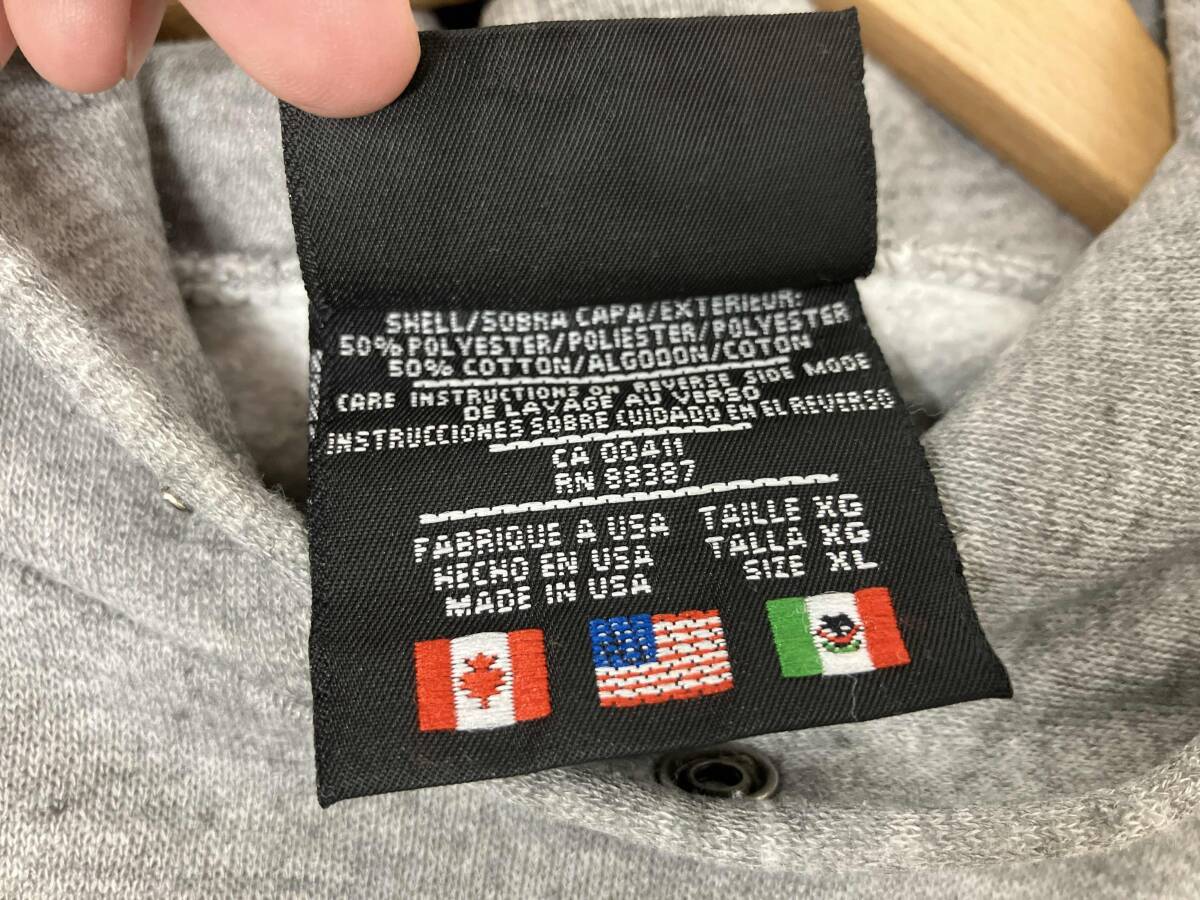 SHELL/SOBRA CAPA/EXTERIEUR:
50% POLYESTER/POLIESTER/POLYESTER
50% COTTON/ALGODON/COTON
CARE INSTRUCTIONS ON REVERSE SIDE MODE
DE LAVAGE AU VERSO
INSTRUCCIONES SOBRE CUIDADO EN EL REVERSO
CA 00411
RN 88387
FABRIQUE A USA
HECHO EN USA
MADE IN USA
TAILLE XG
TALLA XG
SIZE XL